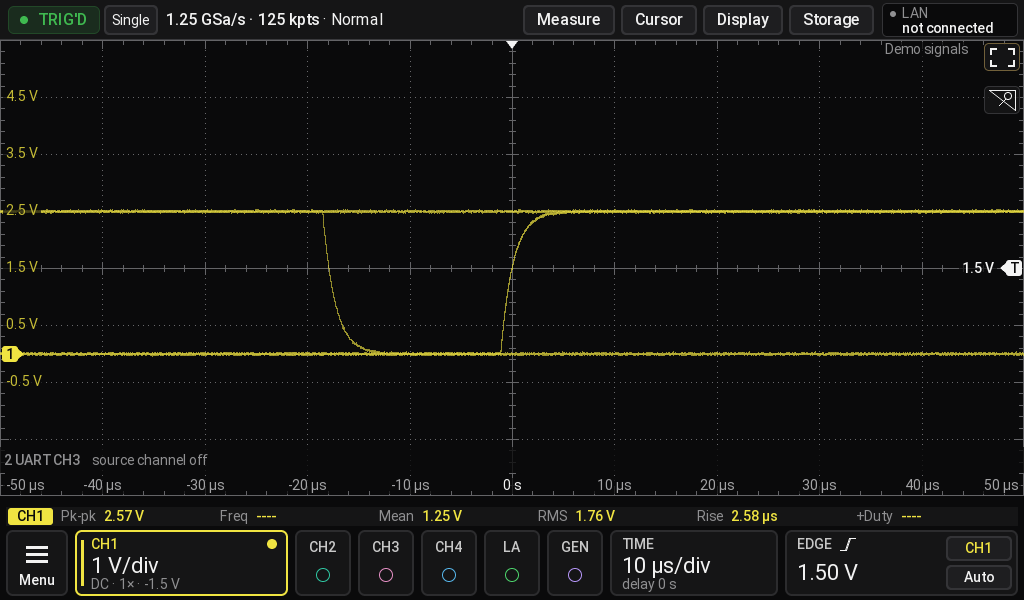 TRIG'D Single 1.25 GSa/s · 125 kpts · Normal Measure Cursor Display Storage LAN
not connected
Demo signals
4.5 V
3.5 V
2.5 V
1.5 V
1.5 V T
0.5 V
1
-0.5 V
2 UART CH3 source channel off
-50 µs -40 µs -30 µs -20 µs -10 µs 0 s 10 µs 20 µs 30 µs 40 µs 50 µs
CH1 Pk-pk 2.57 V Freq ---- Mean 1.25 V RMS 1.76 V Rise 2.58 µs +Duty ----
Menu
CH1
1 V/div
DC · 1× · -1.5 V
CH2
CH3
CH4
LA
GEN
TIME
10 µs/div
delay 0 s
EDGE
1.50 V
CH1
Auto